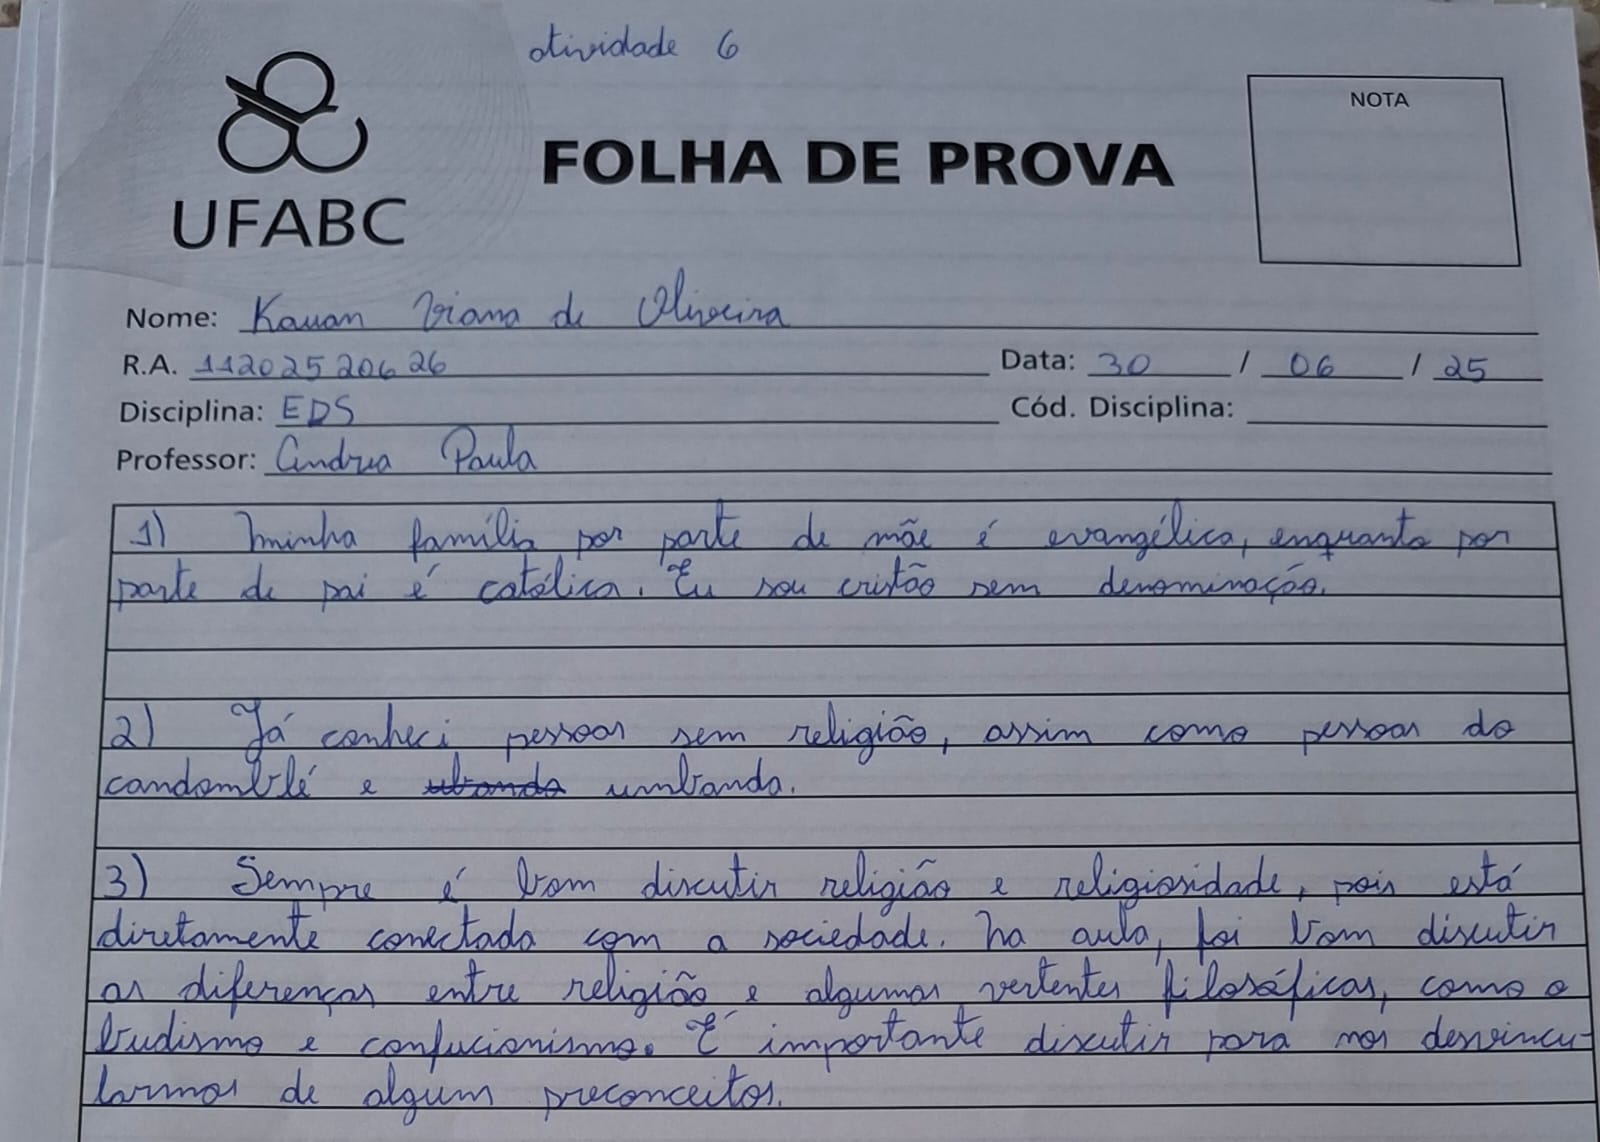 atividade 6
NOTA
FOLHA DE PROVA
UFABC
Nome: Kauan Viana de Oliveira
R.A. 11202520626 Data: 30 / 06 / 25
Disciplina: EDS Cód. Disciplina:
Professor: Andrea Paula
1) Minha família por parte de mãe é evangélica, enquanto por
parte de pai é católica. Eu sou cristão sem denominação.
2) Já conheci pessoas sem religião, assim como pessoas do
candomblé e ubanda umbanda.
3) Sempre é bom discutir religião e religiosidade, pois está
diretamente conectada com a sociedade. Na aula, foi bom discutir
as diferenças entre religião e algumas vertentes filosóficas, como o
budismo e confucionismo. É importante discutir para nos desvincu-
larmos de algum preconceitos.